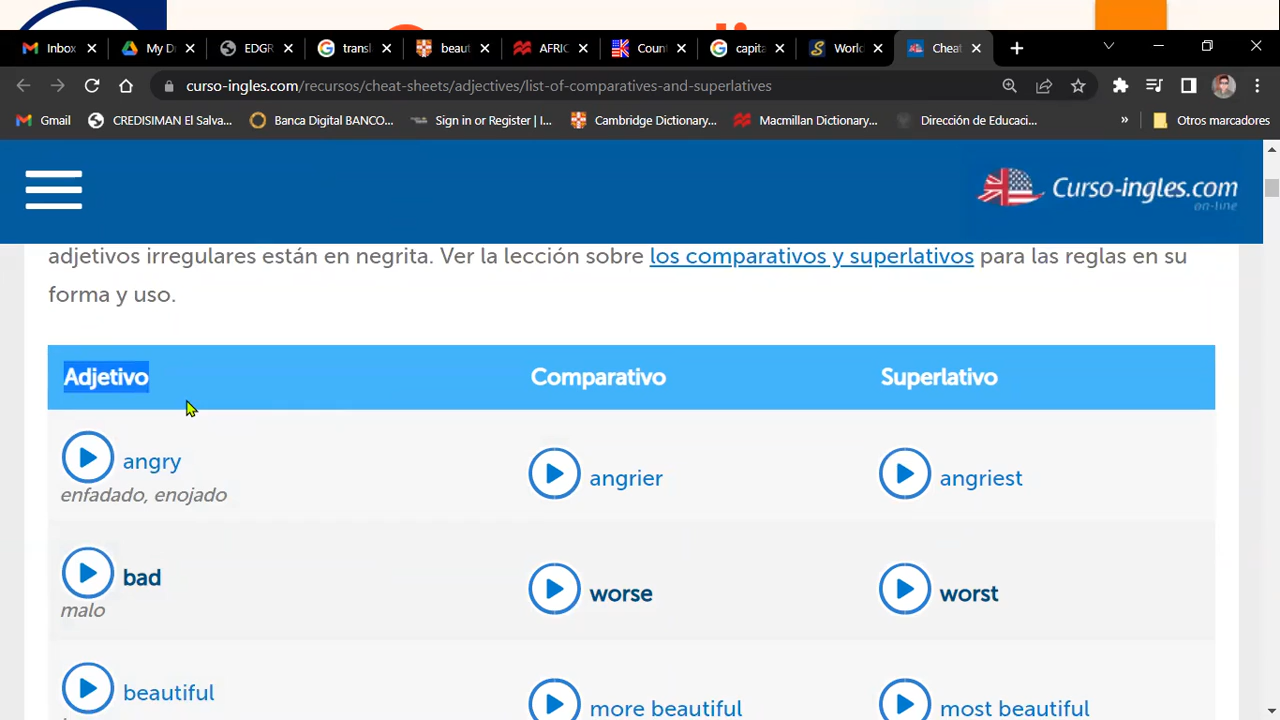 Inbox
My D
EDGR
transl
beaut
AFRIC
Count
capita
World
Cheat
curso-ingles.com/recursos/cheat-sheets/adjectives/list-of-comparatives-and-superlatives
Gmail
CREDISIMAN El Salva...
Banca Digital BANCO...
Sign in or Register | I...
Cambridge Dictionary...
Macmillan Dictionary...
Dirección de Educaci...
»
Otros marcadores
Curso-ingles.com
on-line
adjetivos irregulares están en negrita. Ver la lección sobre los comparativos y superlativos para las reglas en su
forma y uso.
Adjetivo Comparativo Superlativo
angry angrier angriest
enfadado, enojado
bad worse worst
malo
beautiful more beautiful most beautiful